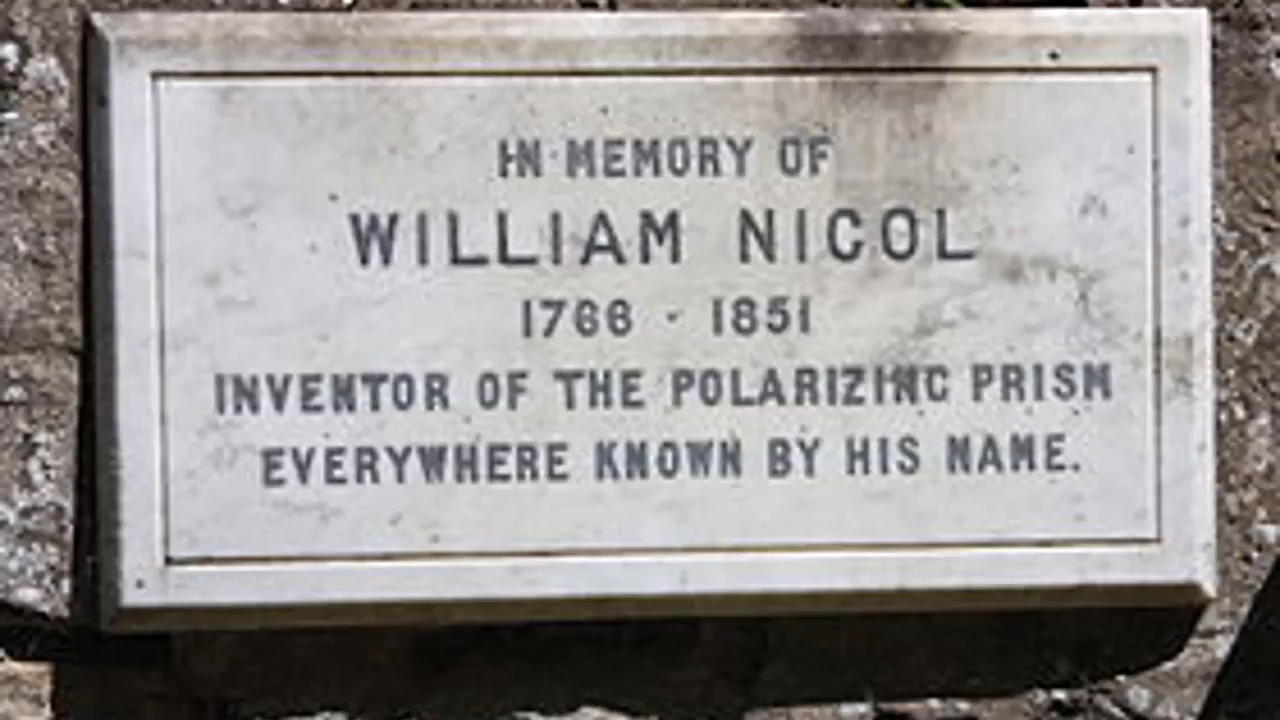 IN MEMORY OF
WILLIAM NICOL
1766 · 1851
INVENTOR OF THE POLARIZING PRISM
EVERYWHERE KNOWN BY HIS NAME.